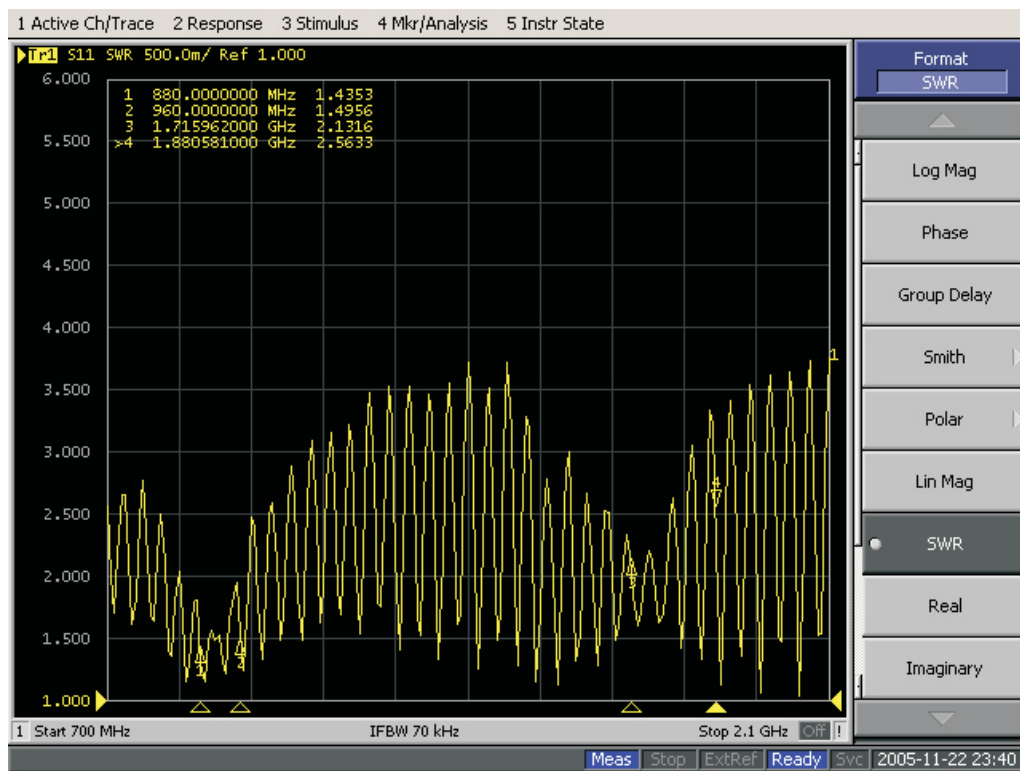 1 Active Ch/Trace 2 Response 3 Stimulus 4 Mkr/Analysis 5 Instr State
Tr1 S11 SWR 500.0m/ Ref 1.000
6.000
5.500
5.000
4.500
4.000
3.500
3.000
2.500
2.000
1.500
1.000
1 880.0000000 MHz 1.4353
2 960.0000000 MHz 1.4956
3 1.715962000 GHz 2.1316
>4 1.880581000 GHz 2.5633
1
1
2
3
4
1 Start 700 MHz IFBW 70 kHz Stop 2.1 GHz Off !
Format
SWR
Log Mag
Phase
Group Delay
Smith
Polar
Lin Mag
SWR
Real
Imaginary
Meas Stop ExtRef Ready Svc 2005-11-22 23:40